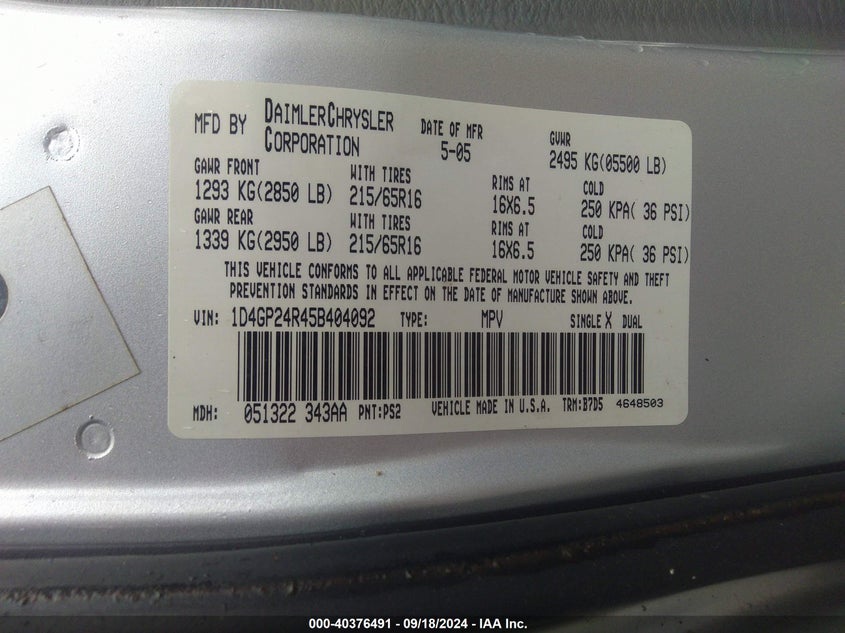 MFD BY DAIMLERCHRYSLER CORPORATION DATE OF MFR 5-05 GVWR 2495 KG(05500 LB)
GAWR FRONT WITH TIRES RIMS AT COLD
1293 KG(2850 LB) 215/65R16 16X6.5 250 KPA( 36 PSI)
GAWR REAR WITH TIRES RIMS AT COLD
1339 KG(2950 LB) 215/65R16 16X6.5 250 KPA( 36 PSI)
THIS VEHICLE CONFORMS TO ALL APPLICABLE FEDERAL MOTOR VEHICLE SAFETY AND THEFT
PREVENTION STANDARDS IN EFFECT ON THE DATE OF MANUFACTURE SHOWN ABOVE.
VIN: 1D4GP24R45B404092 TYPE: MPV SINGLE X DUAL
MDH: 051322 343AA PNT:PS2 VEHICLE MADE IN U.S.A. TRM:B7D5 4648503
000-40376491 - 09/18/2024 - IAA Inc.